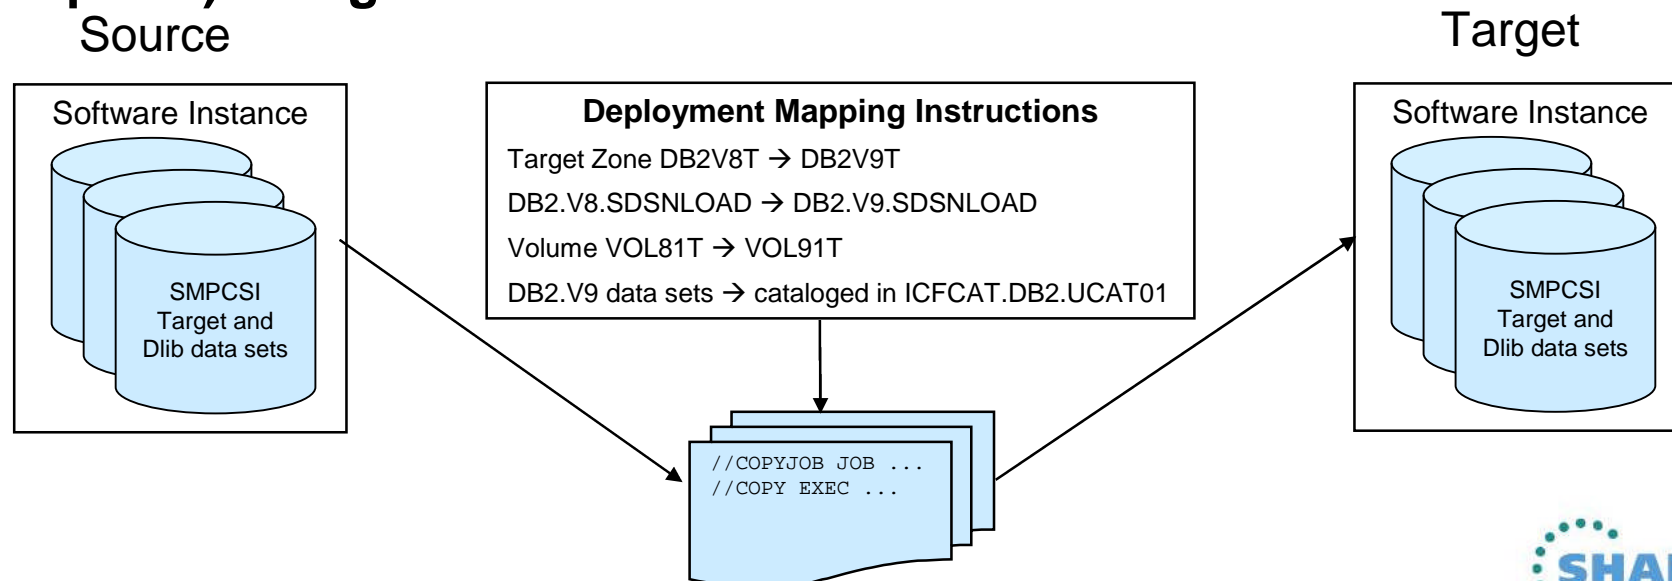 Source
Target
Software Instance
SMPCSI
Target and
Dlib data sets
Deployment Mapping Instructions
Target Zone DB2V8T → DB2V9T
DB2.V8.SDSNLOAD → DB2.V9.SDSNLOAD
Volume VOL81T → VOL91T
DB2.V9 data sets → cataloged in ICFCAT.DB2.UCAT01
Software Instance
SMPCSI
Target and
Dlib data sets
//COPYJOB JOB ...
//COPY EXEC ...